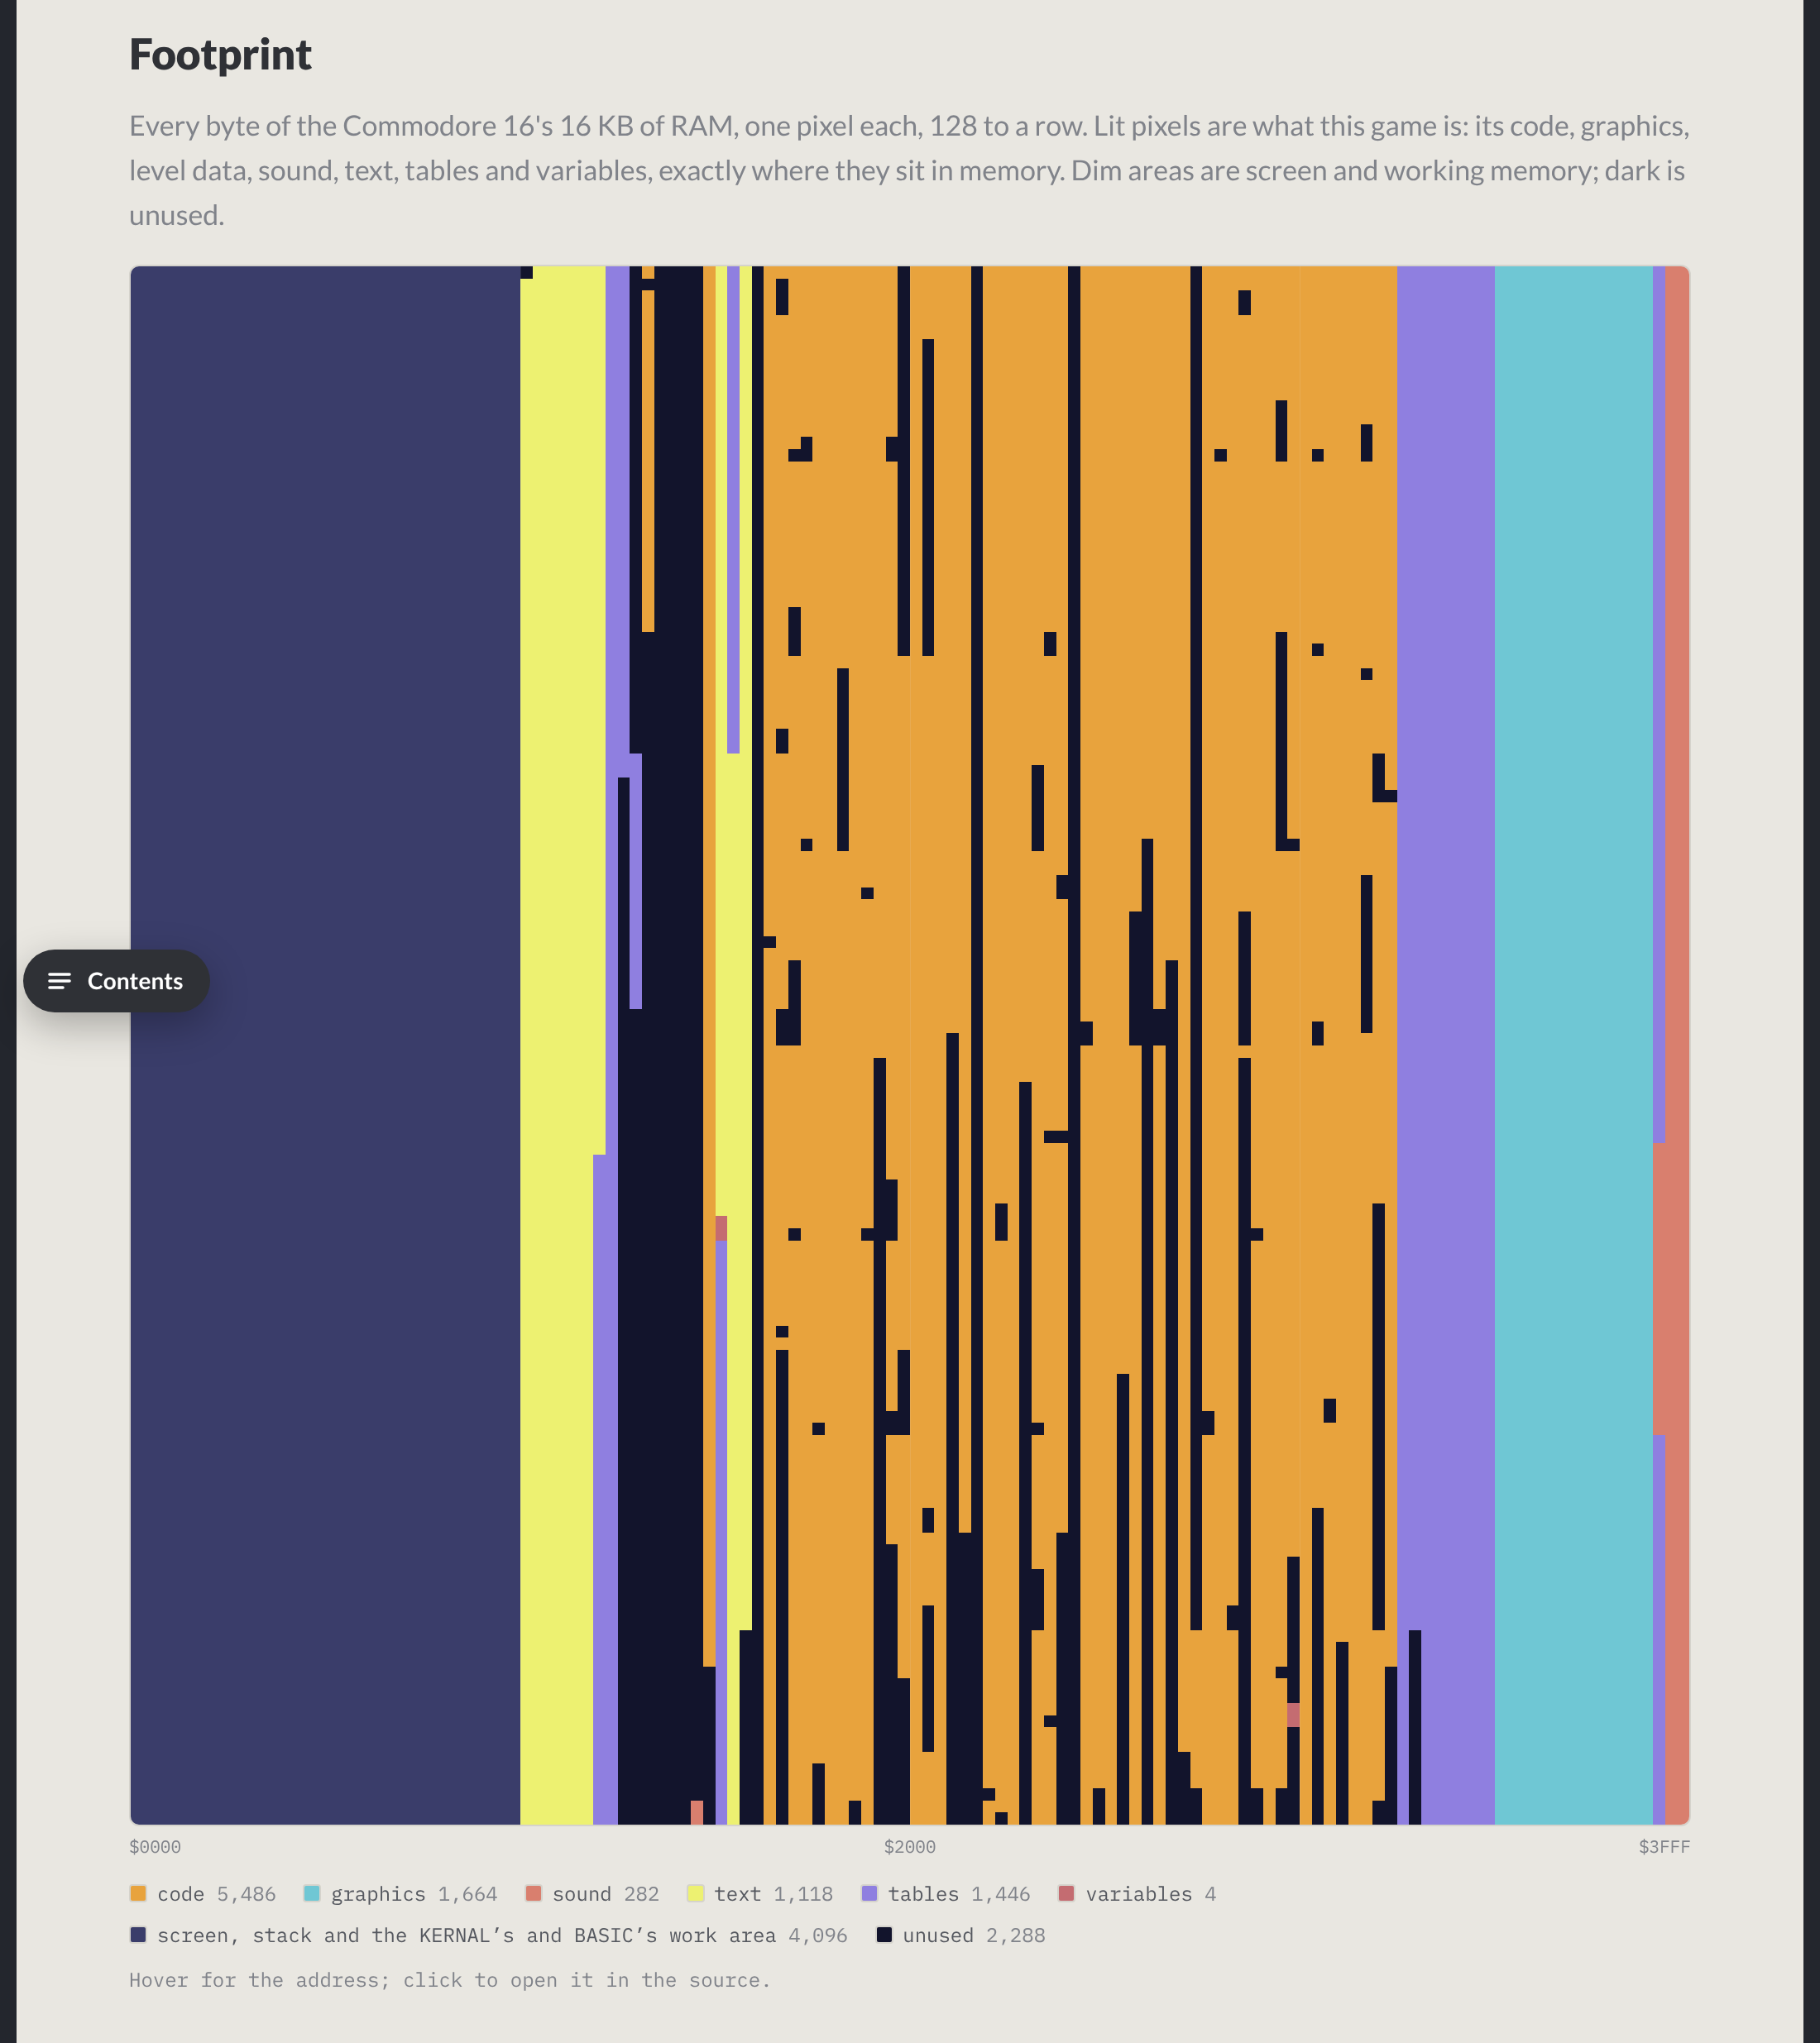 Footprint
Every byte of the Commodore 16's 16 KB of RAM, one pixel each, 128 to a row. Lit pixels are what this game is: its code, graphics,
level data, sound, text, tables and variables, exactly where they sit in memory. Dim areas are screen and working memory; dark is
unused.
Contents
$0000 $2000 $3FFF
code 5,486 graphics 1,664 sound 282 text 1,118 tables 1,446 variables 4
screen, stack and the KERNAL’s and BASIC’s work area 4,096 unused 2,288
Hover for the address; click to open it in the source.